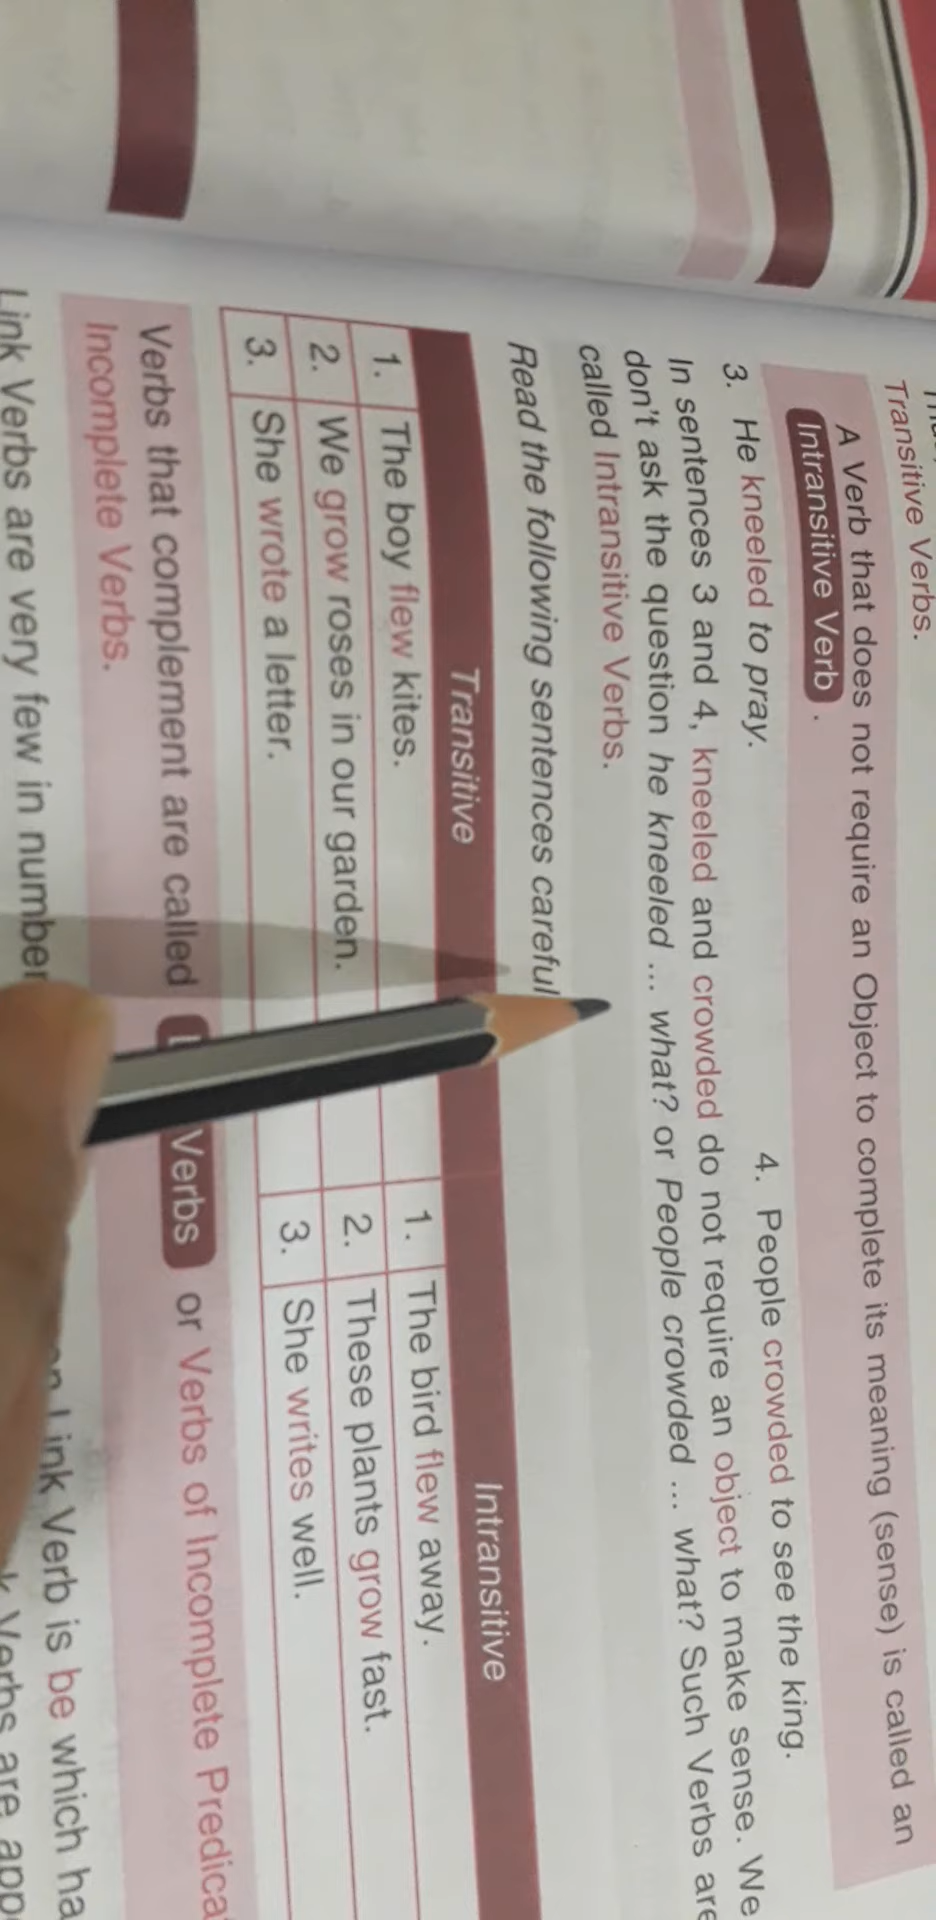 Transitive Verbs.
A Verb that does not require an Object to complete its meaning (sense) is called an
Intransitive Verb .
3. He kneeled to pray. 4. People crowded to see the king.
In sentences 3 and 4, kneeled and crowded do not require an object to make sense. We
don't ask the question he kneeled ... what? or People crowded ... what? Such Verbs are
called Intransitive Verbs.
Read the following sentences careful
Transitive Intransitive
1. The boy flew kites. 1. The bird flew away.
2. We grow roses in our garden. 2. These plants grow fast.
3. She wrote a letter. 3. She writes well.
Verbs that complement are called Verbs or Verbs of Incomplete
Incomplete Verbs.
Link Verbs are very few in number Link Verb is be which
Verbs are